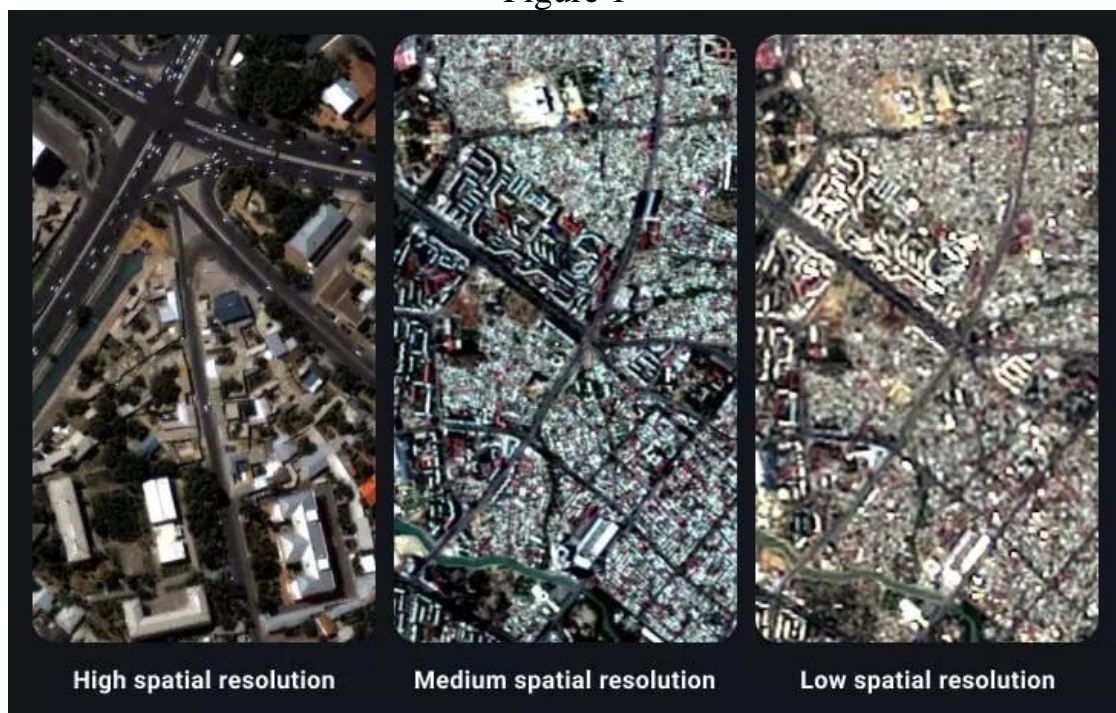 Figure 1
High spatial resolution
Medium spatial resolution
Low spatial resolution